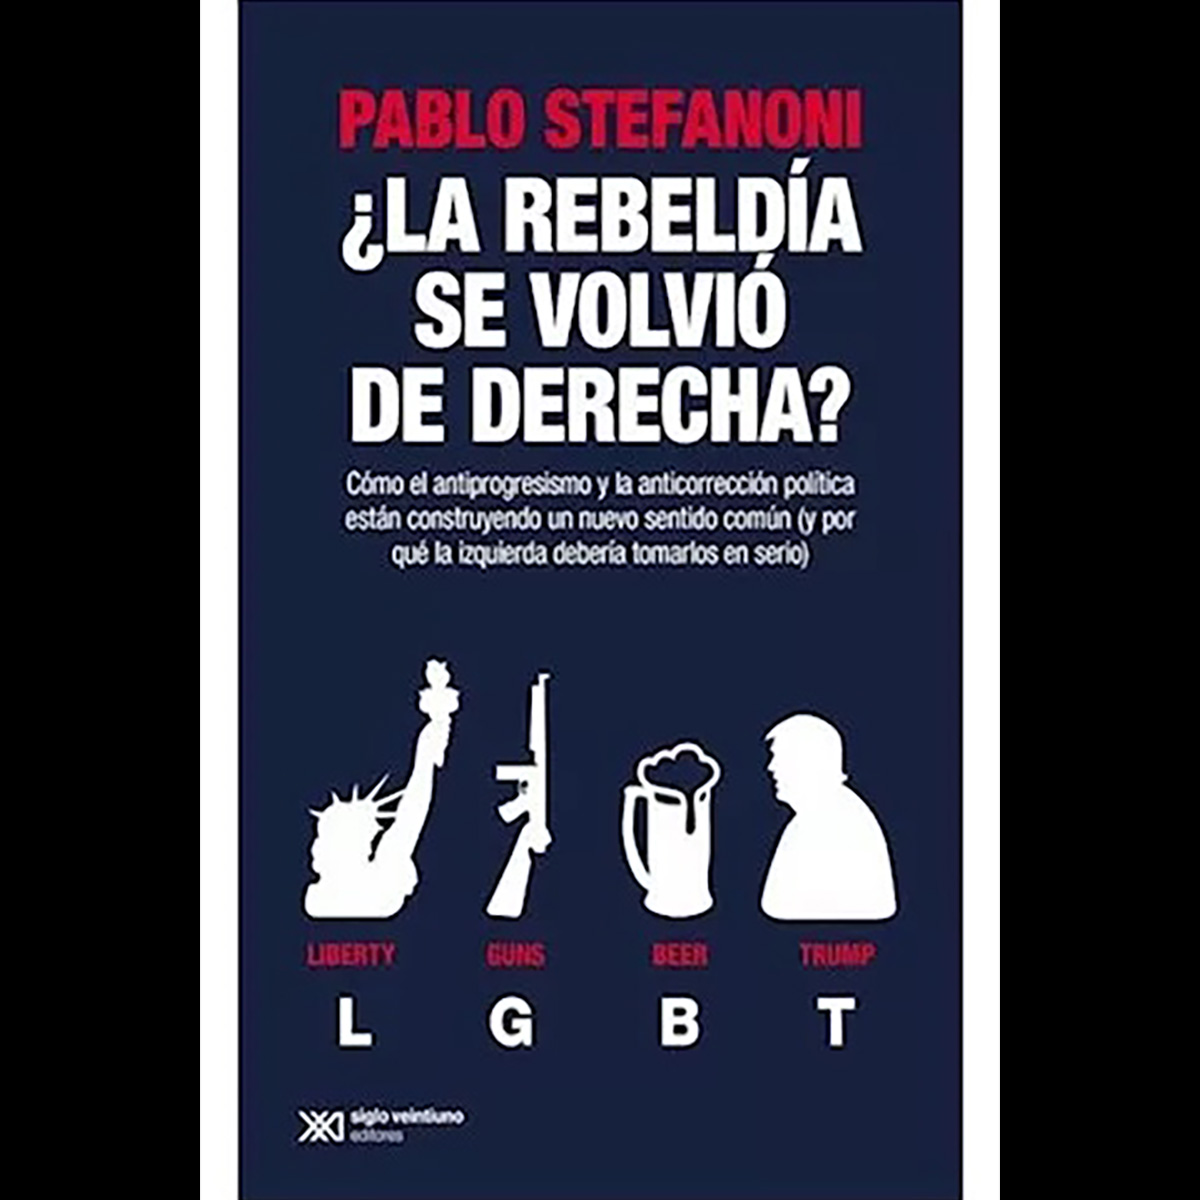 PABLO STEFANONI
¿LA REBELDÍA
SE VOLVIÓ
DE DERECHA?
Cómo el antiprogresismo y la anticorrección política
están construyendo un nuevo sentido común (y por
qué la izquierda debería tomarlos en serio)
LIBERTY GUNS BEER TRUMP
L G B T
siglo veintiuno
editores